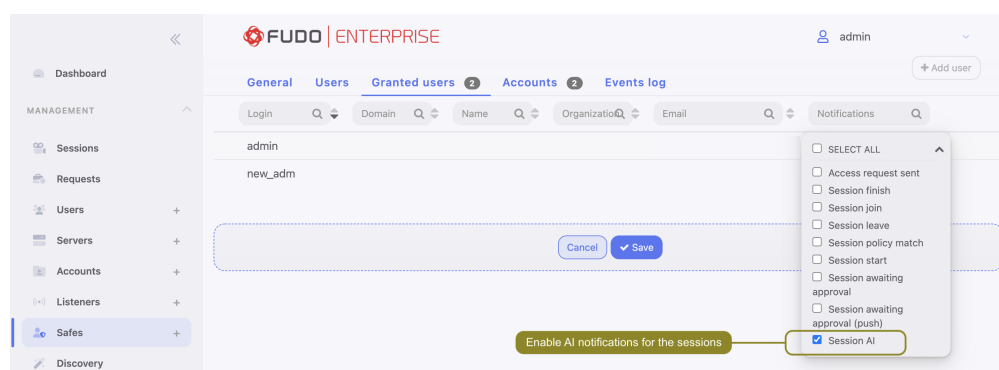 FUDO ENTERPRISE
admin
Dashboard
+ Add user
General Users Granted users 2 Accounts 2 Events log
MANAGEMENT
Login Domain Name Organization Email Notifications
Sessions
admin
SELECT ALL
Requests
new_adm
Access request sent
Session finish
Users +
Session join
Session leave
Servers +
Cancel Save
Session policy match
Session start
Accounts +
Session awaiting
approval
Listeners +
Session awaiting
approval (push)
Safes +
Enable AI notifications for the sessions
Session AI
Discovery